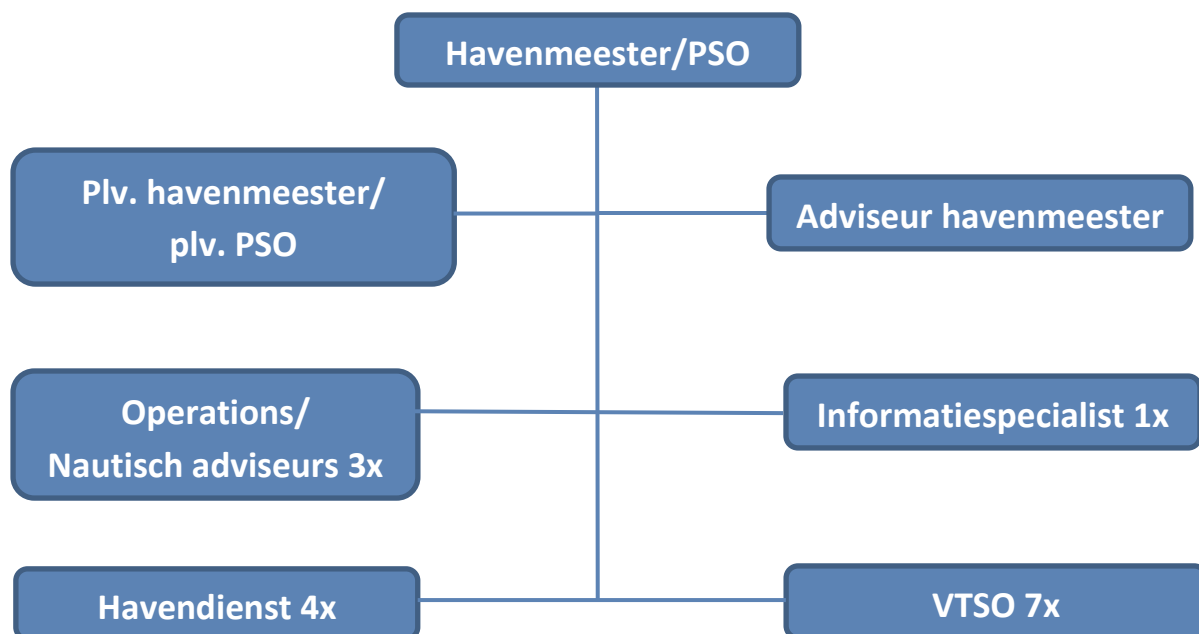 Havenmeester/PSO
Plv. havenmeester/
plv. PSO
Adviseur havenmeester
Operations/
Nautisch adviseurs 3x
Informatiespecialist 1x
Havendienst 4x
VTSO 7x